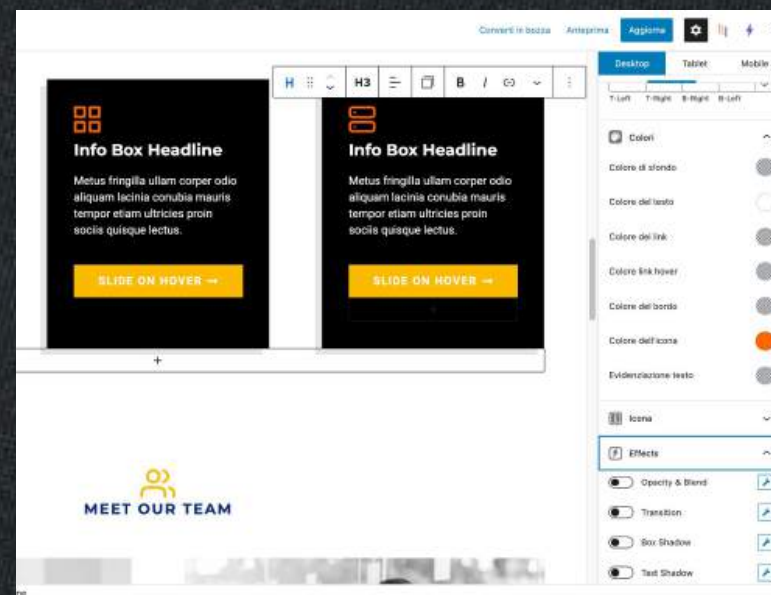 Converti in bozza Anteprima Aggiorna
Desktop Tablet Mobile
H H3 B I
T-Left T-Right B-Right B-Left
Colori
Info Box Headline
Info Box Headline
Colore di sfondo
Metus fringilla ullam corper odio
aliquam lacinia conubia mauris
tempor etiam ultricies proin
sociis quisque lectus.
Metus fringilla ullam corper odio
aliquam lacinia conubia mauris
tempor etiam ultricies proin
sociis quisque lectus.
Colore del testo
Colore dei link
SLIDE ON HOVER →
SLIDE ON HOVER →
Colore link hover
Colore del bordo
Colore dell'icona
+
Evidenziazione testo
Icona
Effects
Opacity & Blend
MEET OUR TEAM
Transition
Box Shadow
Text Shadow